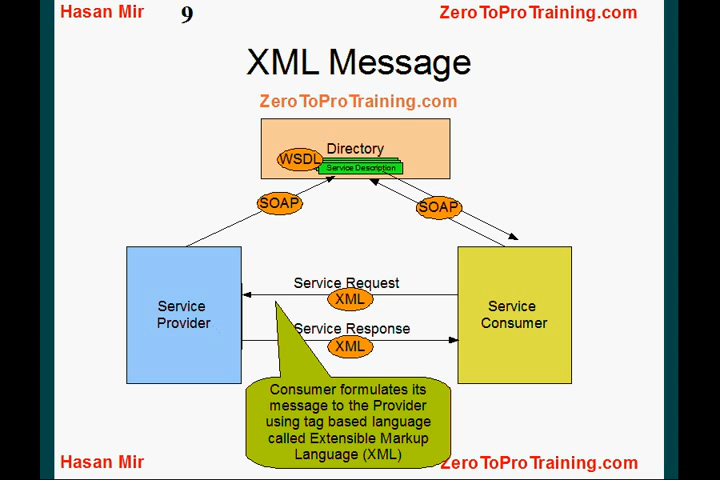 Hasan Mir
9
ZeroToProTraining.com
XML Message
ZeroToProTraining.com
Directory
WSDL
Service Description
SOAP
SOAP
Service Request
XML
Service
Provider
Service
Consumer
Service Response
XML
Consumer formulates its
message to the Provider
using tag based language
called Extensible Markup
Language (XML)
Hasan Mir
ZeroToProTraining.com